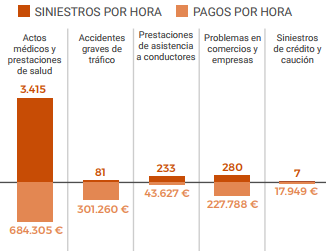 SINIESTROS POR HORA
PAGOS POR HORA
Actos
médicos y
prestaciones
de salud
Accidentes
graves de
tráfico
Prestaciones
de asistencia
a conductores
Problemas en
comercios y
empresas
Siniestros
de crédito y
caución
3.415
81
233
280
7
684.305 €
301.260 €
43.627 €
227.788 €
17.949 €